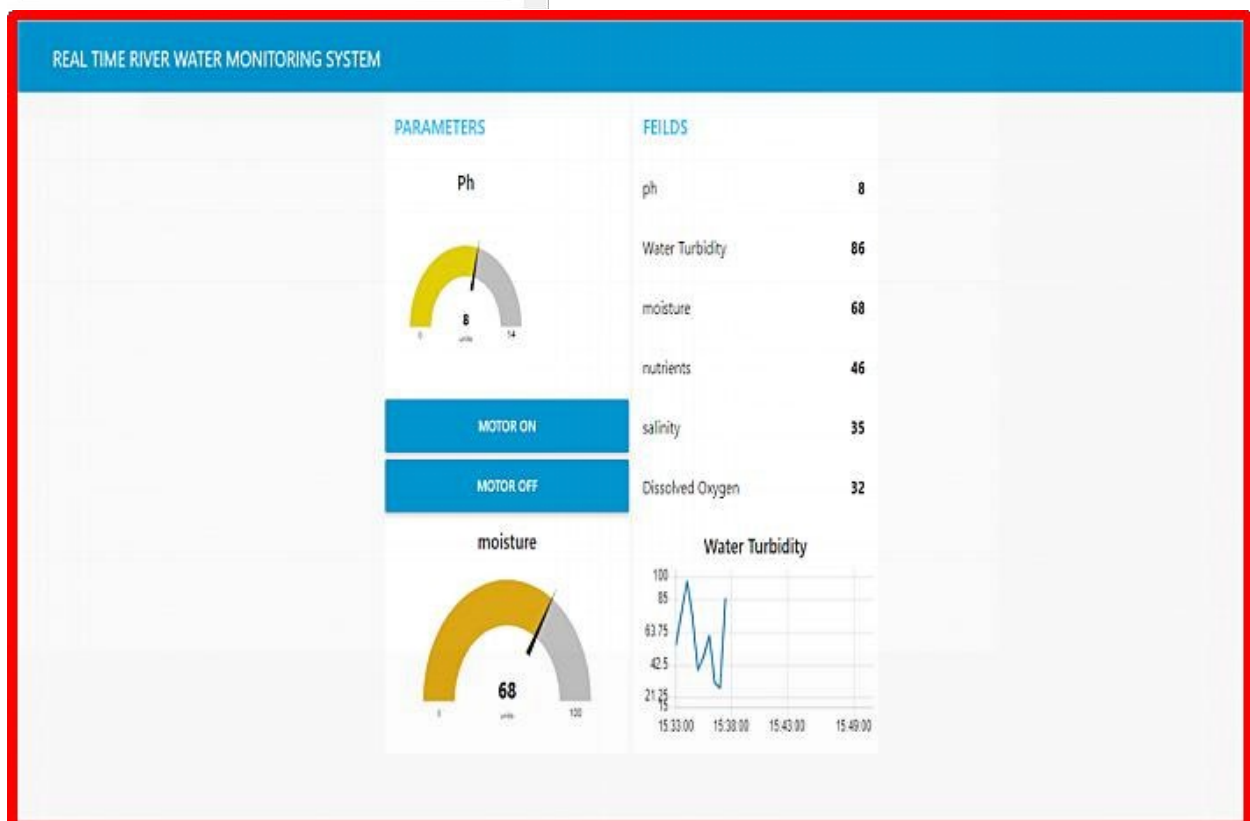 REAL TIME RIVER WATER MONITORING SYSTEM
PARAMETERS
Ph
8
0
units
14
MOTOR ON
MOTOR OFF
moisture
68
0
units
100
FEILDS
ph 8
Water Turbidity 86
moisture 68
nutrients 46
salinity 35
Dissolved Oxygen 32
Water Turbidity
100
85
63.75
42.5
21.25
15
15:33:00 15:38:00 15:43:00 15:49:00